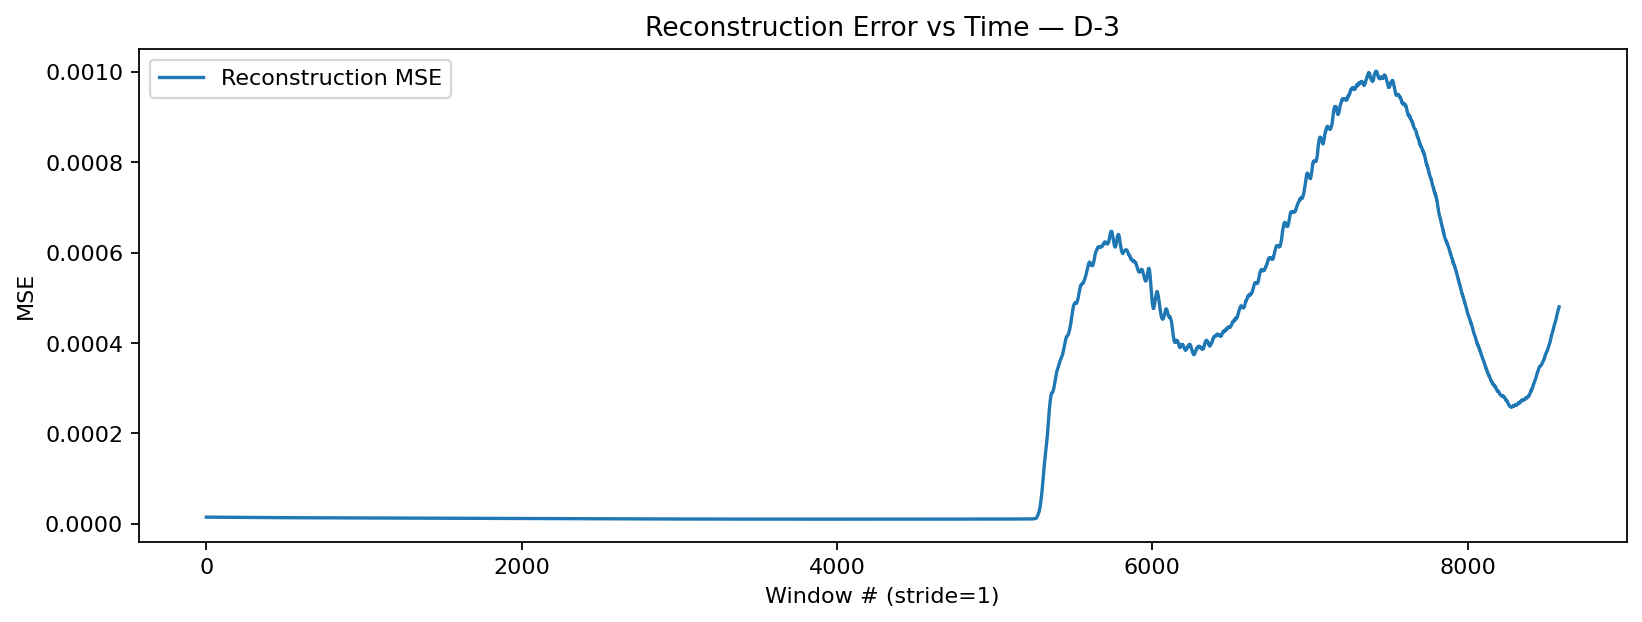 Reconstruction Error vs Time — D-3
Reconstruction MSE
MSE
0.0010
0.0008
0.0006
0.0004
0.0002
0.0000
0 2000 4000 6000 8000
Window # (stride=1)